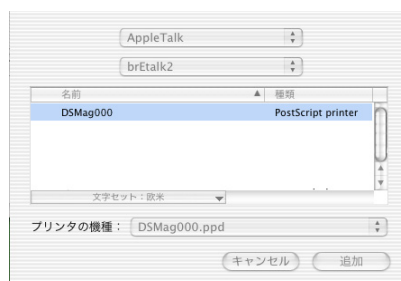 AppleTalk
brEtalk2
名前 種類
DSMag000 PostScript printer
文字セット：欧米
プリンタの機種： DSMag000.ppd
キャンセル 追加